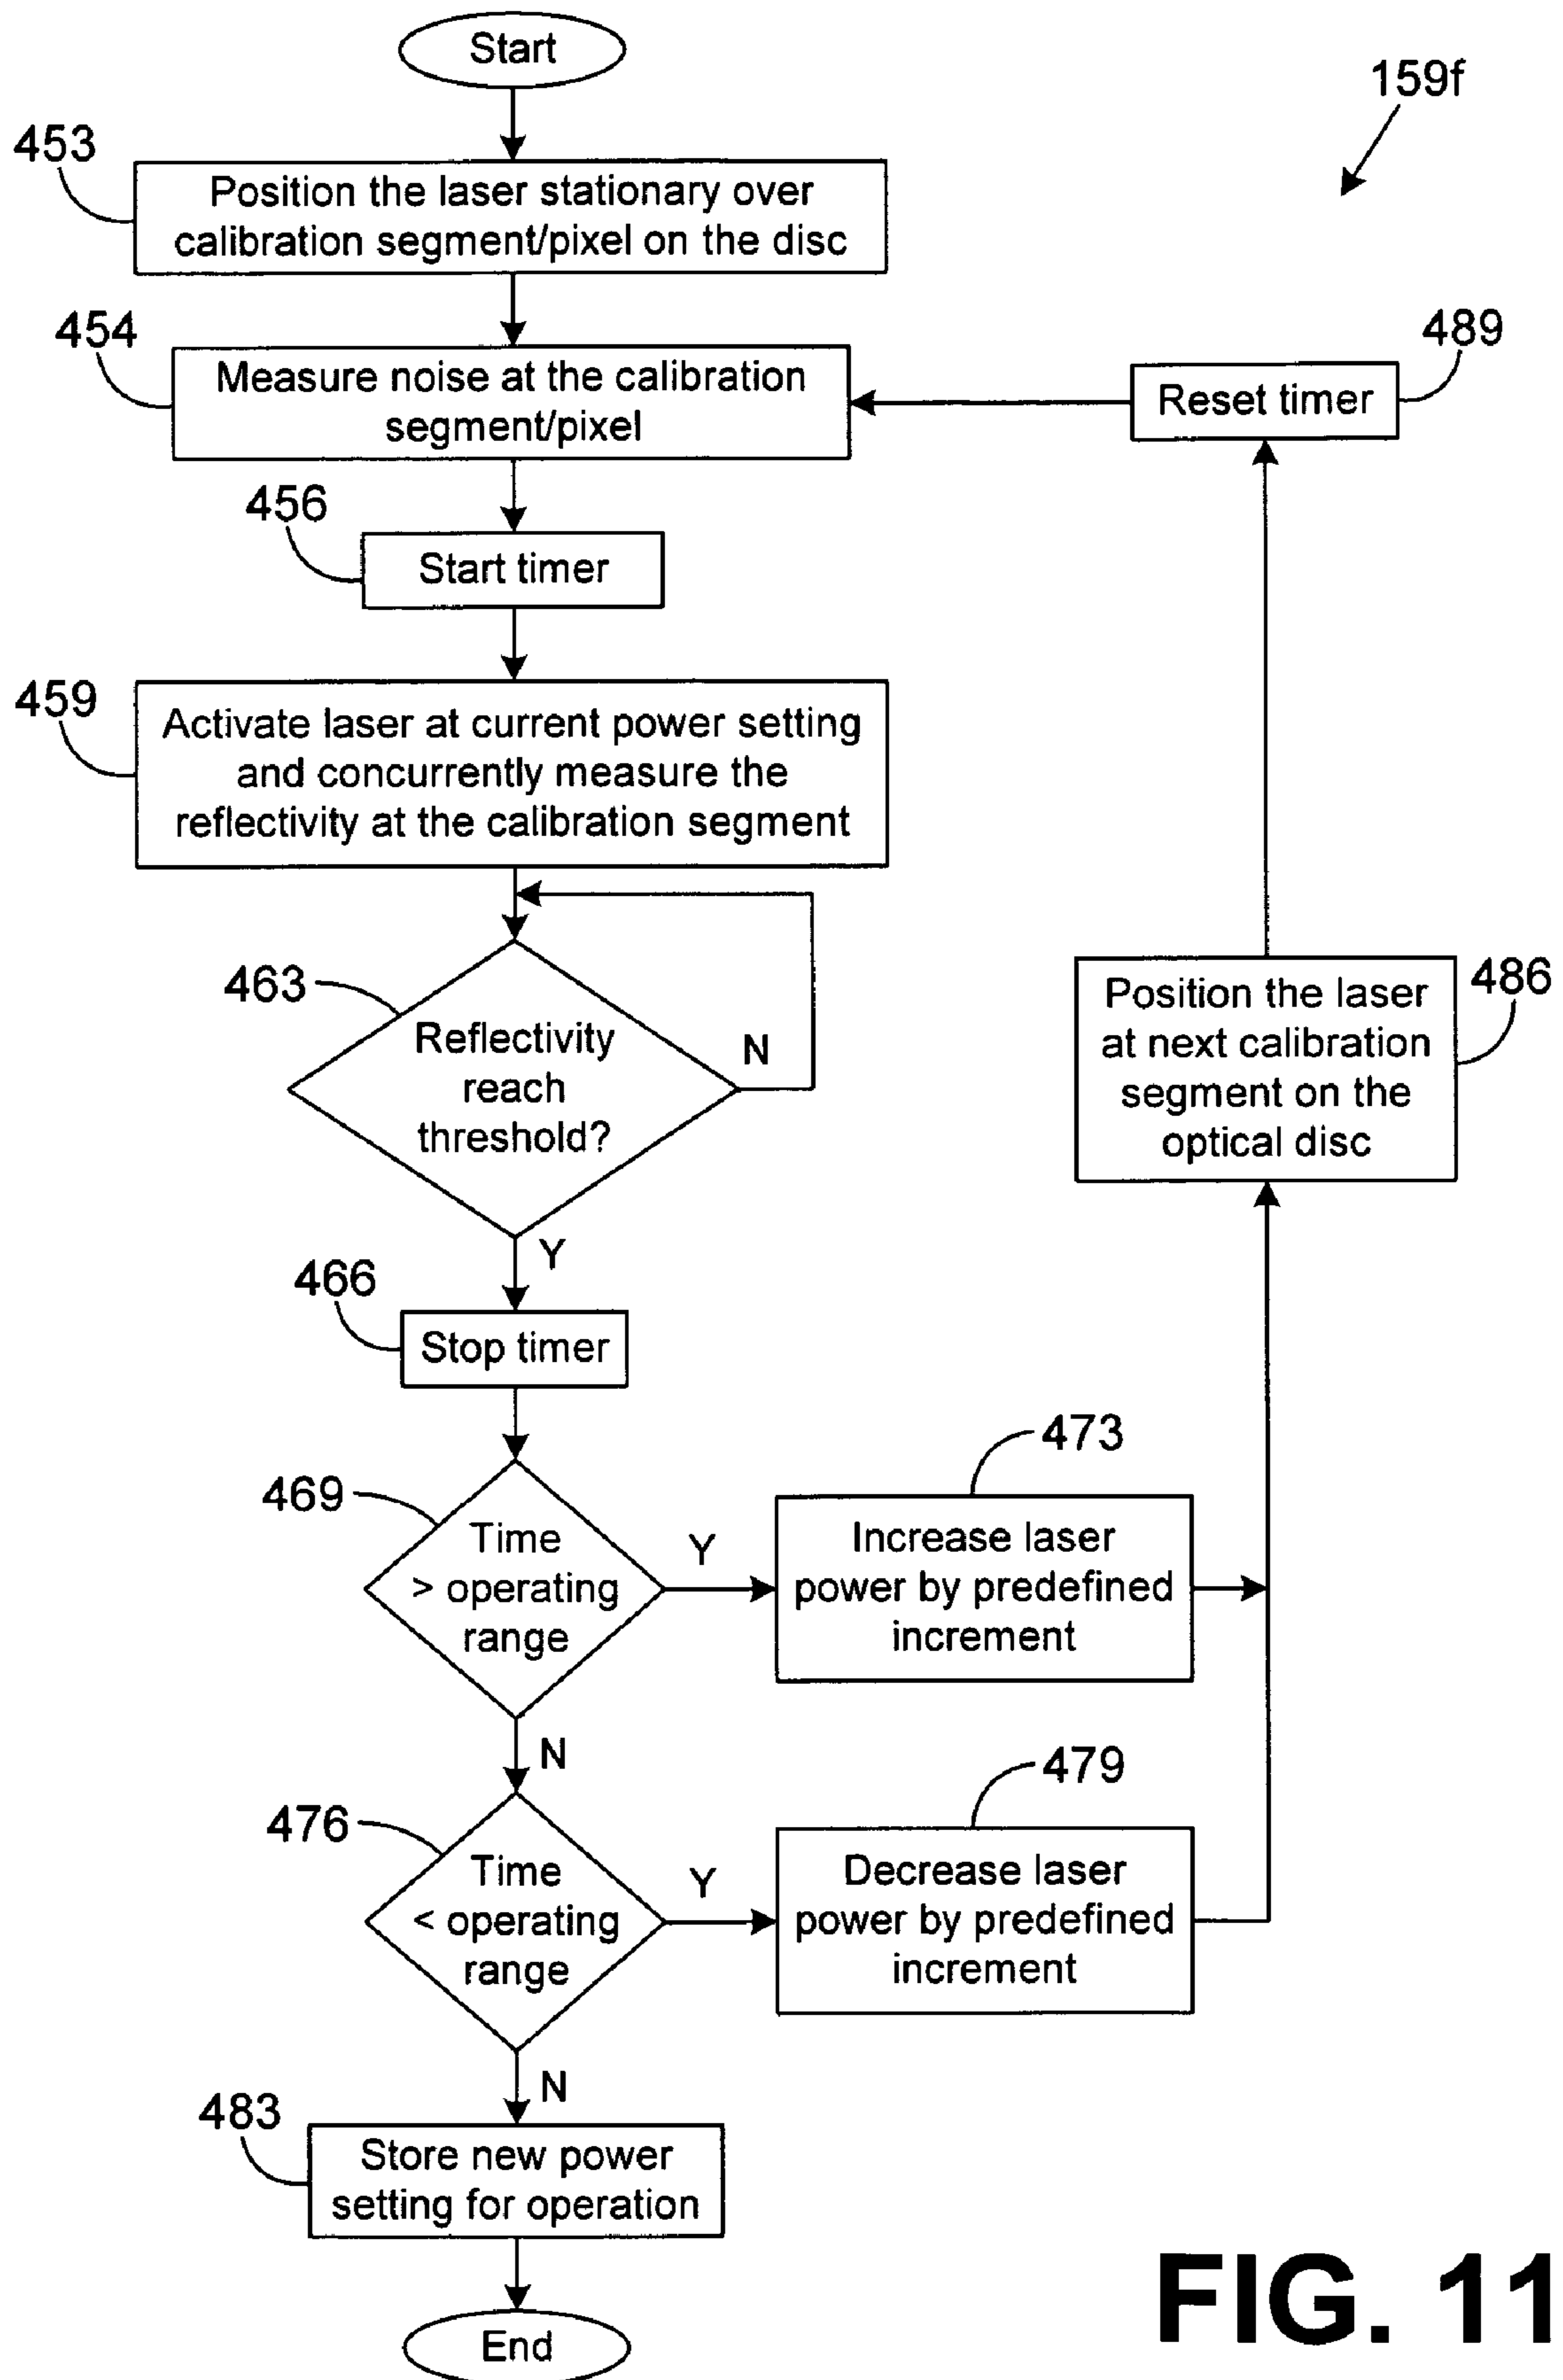 Start
159f
453
Position the laser stationary over
calibration segment/pixel on the disc
454
Measure noise at the calibration
segment/pixel
489
Reset timer
456
Start timer
459
Activate laser at current power setting
and concurrently measure the
reflectivity at the calibration segment
463
Reflectivity
reach
threshold?
N
Y
486
Position the laser
at next calibration
segment on the
optical disc
466
Stop timer
469
Time
> operating
range
Y
N
473
Increase laser
power by predefined
increment
476
Time
< operating
range
Y
N
479
Decrease laser
power by predefined
increment
483
Store new power
setting for operation
End
FIG. 11